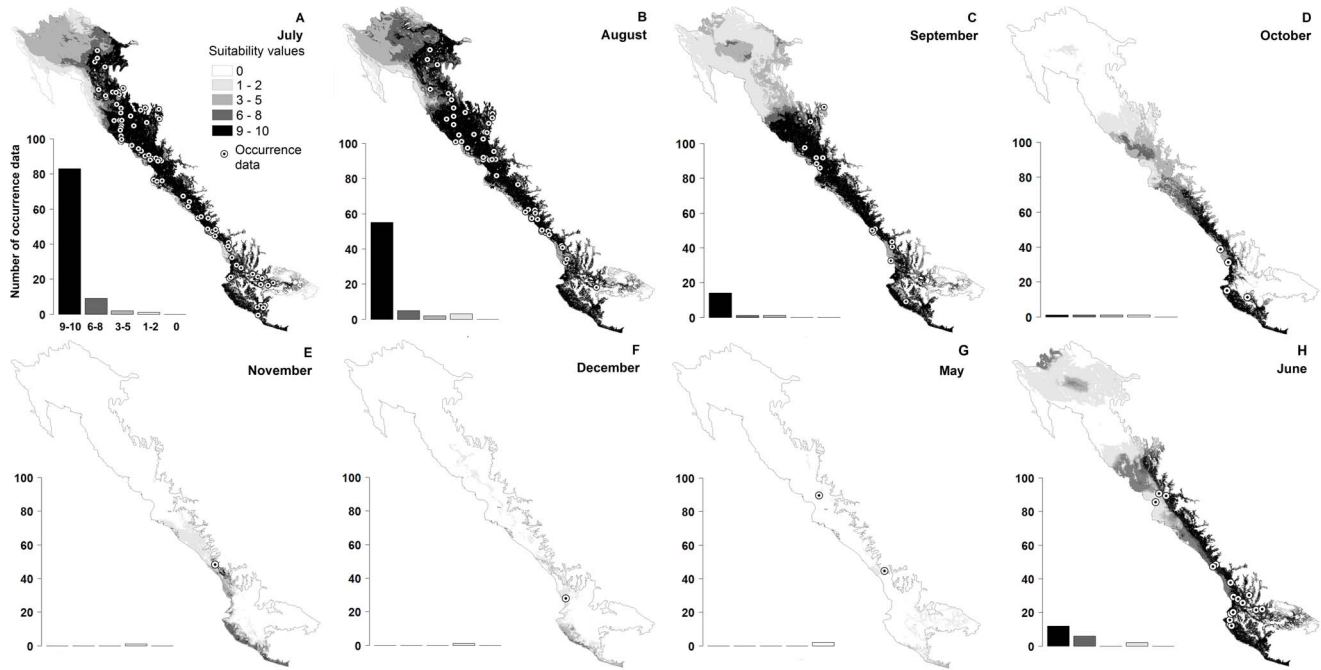 A
July
Suitability values
0
1 - 2
3 - 5
6 - 8
9 - 10
Occurrence
data
Number of occurrence data
100
80
60
40
20
0
9-10 6-8 3-5 1-2 0
B
August
100
80
60
40
20
0
C
September
100
80
60
40
20
0
D
October
100
80
60
40
20
0
E
November
100
80
60
40
20
0
F
December
100
80
60
40
20
0
G
May
100
80
60
40
20
0
H
June
100
80
60
40
20
0